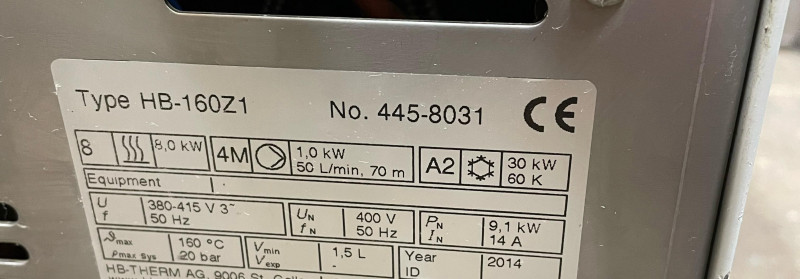 Type HB-160Z1 No. 445-8031 CE
8 8,0 kW 4M 1,0 kW 50 L/min, 70 m A2 30 kW 60 K
Equipment
U 380-415 V 3~ UN 400 V PN 9,1 kW
f 50 Hz fN 50 Hz IN 14 A
ϑmax 160 °C Vmin 1,5 L Year 2014
pmax sys 20 bar Vexp - ID
HB-THERM AG, 9006 St.